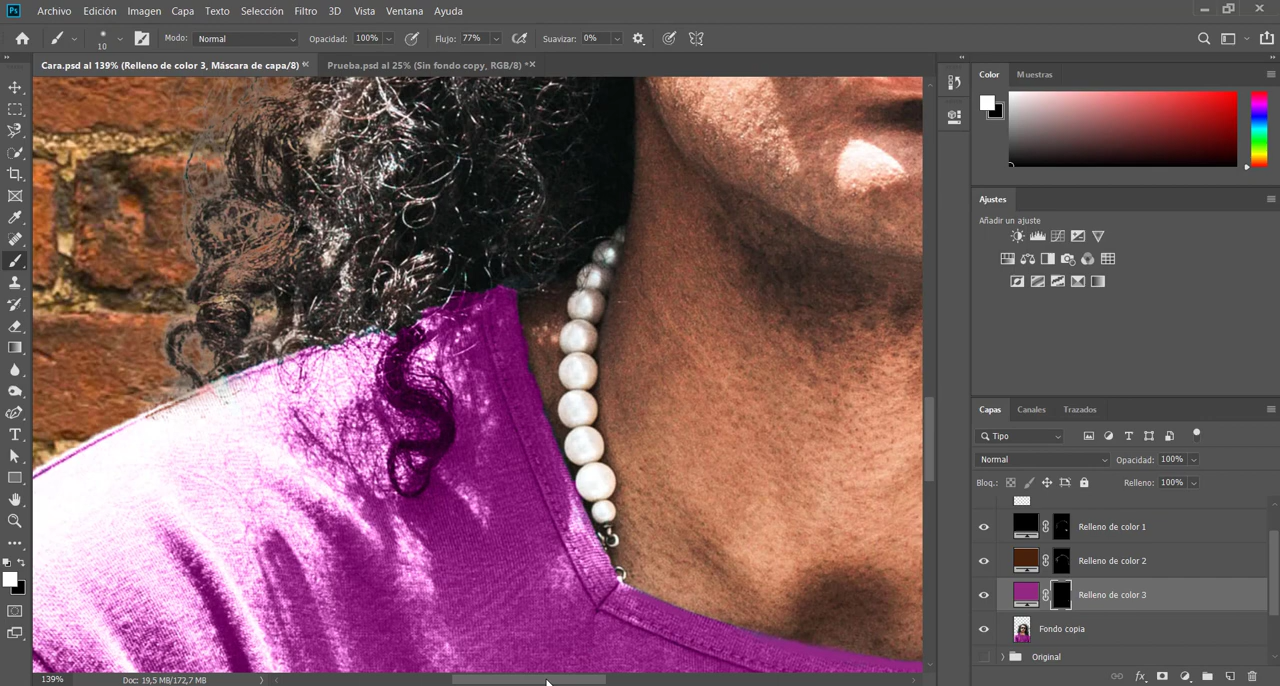 Ps Archivo Edición Imagen Capa Texto Selección Filtro 3D Vista Ventana Ayuda
10 Modo: Normal Opacidad: 100% Flujo: 77% Suavizar: 0%
Cara.psd al 139% (Relleno de color 3, Máscara de capa/8) * Prueba.psd al 25% (Sin fondo copy, RGB/8) *
Color Muestras
Ajustes
Añadir un ajuste
Capas Canales Trazados
Tipo
Normal Opacidad: 100%
Bloq.: Relleno: 100%
Relleno de color 1
Relleno de color 2
Relleno de color 3
Fondo copia
Original
139% Doc: 19,5 MB/172,7 MB